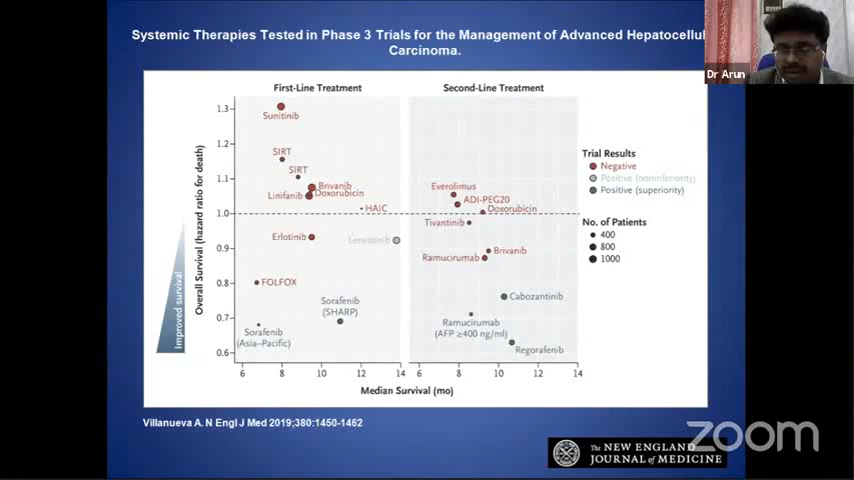 Systemic Therapies Tested in Phase 3 Trials for the Management of Advanced Hepatocellul
Carcinoma.
Dr Arun
First-Line Treatment
Second-Line Treatment
Overall Survival (hazard ratio for death)
Improved survival
1.3
1.2
1.1
1.0
0.9
0.8
0.7
0.6
Sunitinib
SIRT
SIRT
Brivanib
Doxorubicin
Linifanib
HAIC
Erlotinib
Lenvatinib
FOLFOX
Sorafenib
(SHARP)
Sorafenib
(Asia–Pacific)
6 8 10 12 14
Everolimus
ADI-PEG20
Doxorubicin
Tivantinib
Brivanib
Ramucirumab
Cabozantinib
Ramucirumab
(AFP ≥400 ng/ml)
Regorafenib
6 8 10 12 14
Median Survival (mo)
Trial Results
Negative
Positive (noninferiority)
Positive (superiority)
No. of Patients
400
800
1000
Villanueva A. N Engl J Med 2019;380:1450-1462
The NEW ENGLAND
JOURNAL of MEDICINE
zoom